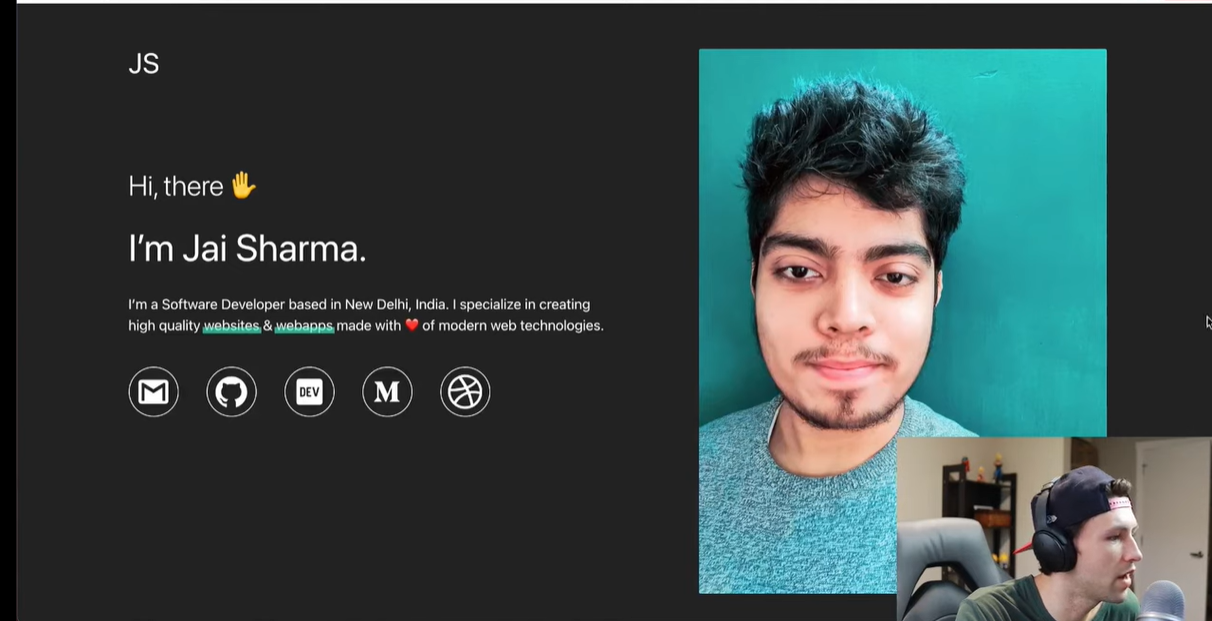 JS
Hi, there 🖐
I'm Jai Sharma.
I'm a Software Developer based in New Delhi, India. I specialize in creating
high quality websites & webapps made with ❤️ of modern web technologies.
DEV
M